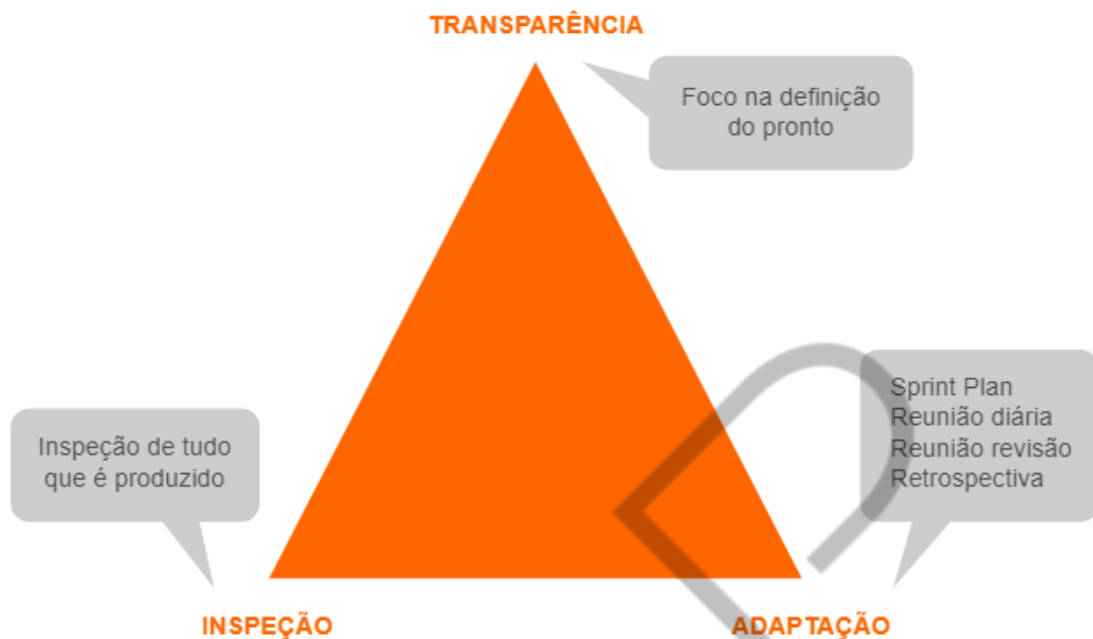 TRANSPARÊNCIA
Foco na definição
do pronto
Sprint Plan
Reunião diária
Reunião revisão
Retrospectiva
Inspeção de tudo
que é produzido
INSPEÇÃO
ADAPTAÇÃO